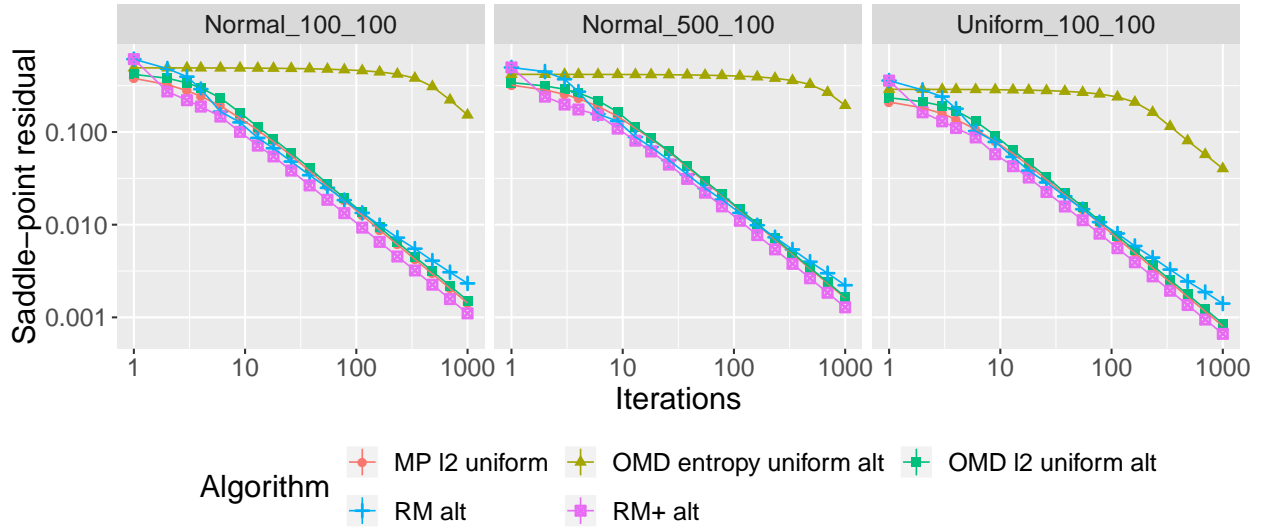 Normal_100_100 Normal_500_100 Uniform_100_100
Saddle−point residual
0.100
0.010
0.001
1 10 100 1000 1 10 100 1000 1 10 100 1000
Iterations
Algorithm
MP l2 uniform OMD entropy uniform alt OMD l2 uniform alt
RM alt RM+ alt